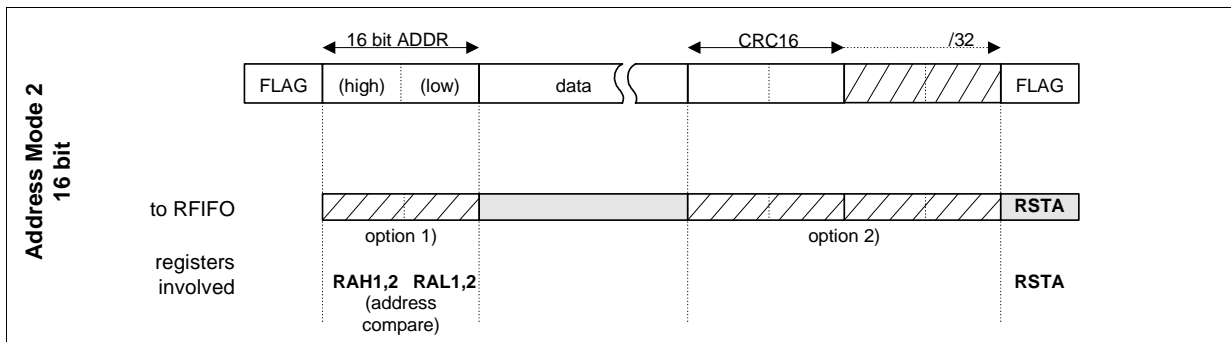 Address Mode 2
16 bit
16 bit ADDR CRC16 /32
FLAG (high) (low) data FLAG
to RFIFO RSTA
option 1) option 2)
registers
involved
RAH1,2 RAL1,2 RSTA
(address
compare)